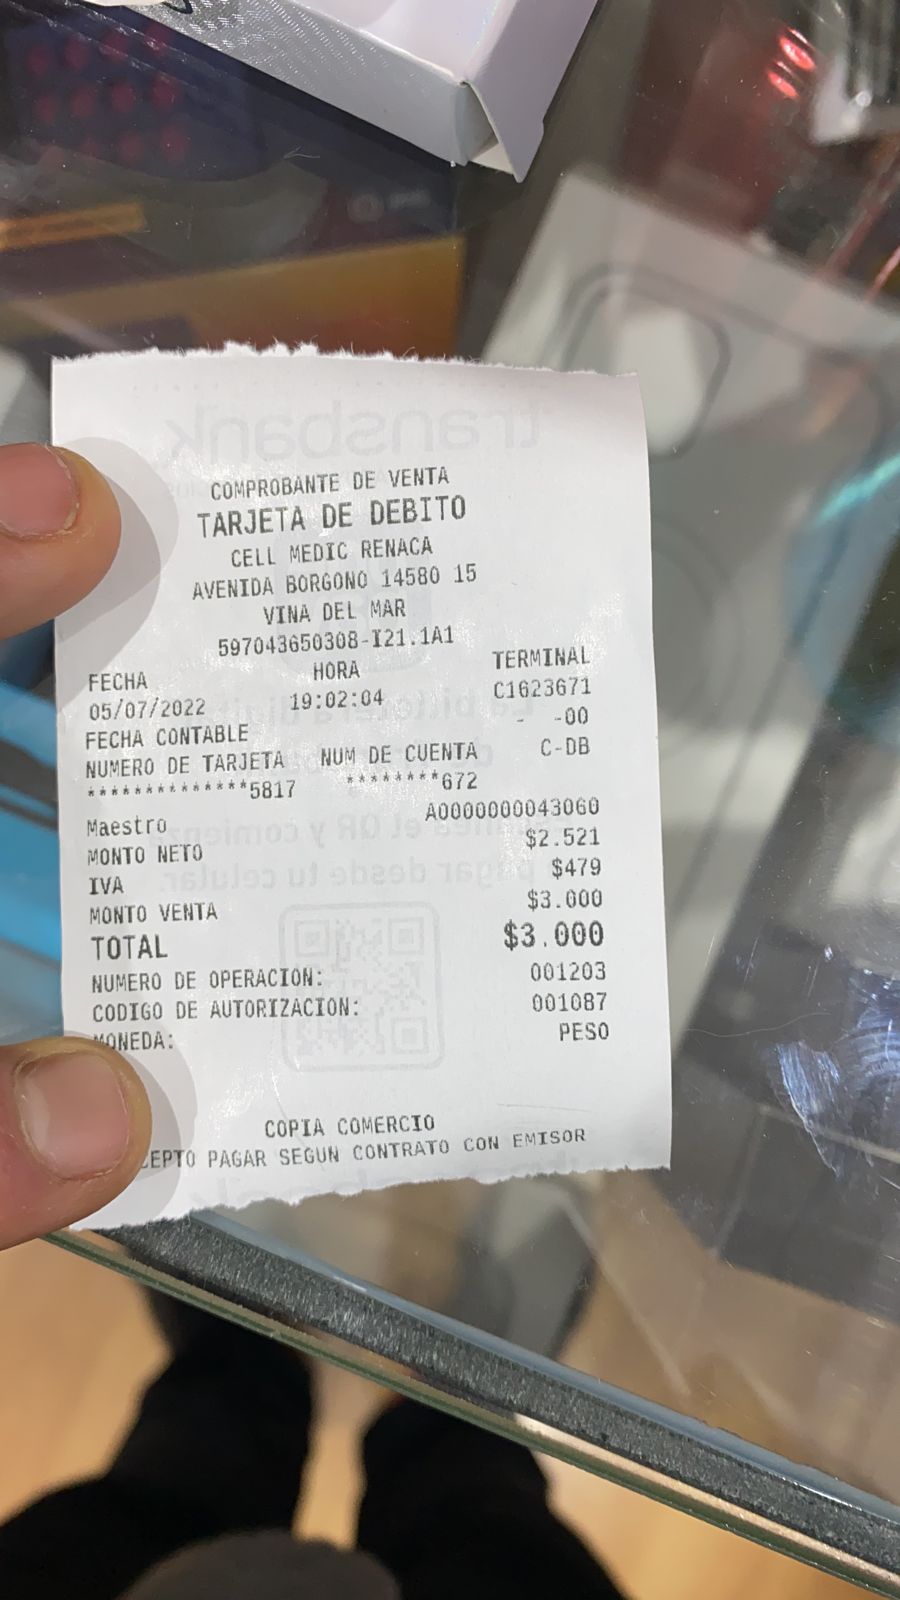 COMPROBANTE DE VENTA
TARJETA DE DEBITO
CELL MEDIC RENACA
AVENIDA BORGONO 14580 15
VINA DEL MAR
597043650308-I21.1A1
FECHA HORA TERMINAL
05/07/2022 19:02:04 C1623671
FECHA CONTABLE - -00
NUMERO DE TARJETA NUM DE CUENTA C-DB
**************5817 ********672
Maestro A0000000043060
MONTO NETO $2.521
IVA $479
MONTO VENTA $3.000
TOTAL $3.000
NUMERO DE OPERACION: 001203
CODIGO DE AUTORIZACION: 001087
MONEDA: PESO
COPIA COMERCIO
CEPTO PAGAR SEGUN CONTRATO CON EMISOR